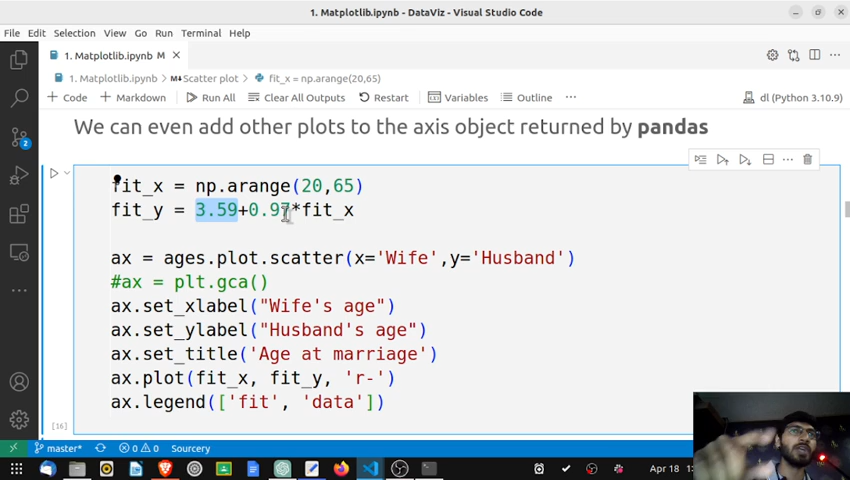 1. Matplotlib.ipynb - DataViz - Visual Studio Code
File Edit Selection View Go Run Terminal Help
1. Matplotlib.ipynb M
1. Matplotlib.ipynb > M↓Scatter plot > fit_x = np.arange(20,65)
+ Code + Markdown Run All Clear All Outputs Restart Variables Outline ... dl (Python 3.10.9)
We can even add other plots to the axis object returned by pandas
fit_x = np.arange(20,65)
fit_y = 3.59+0.97*fit_x
ax = ages.plot.scatter(x='Wife',y='Husband')
#ax = plt.gca()
ax.set_xlabel("Wife's age")
ax.set_ylabel("Husband's age")
ax.set_title('Age at marriage')
ax.plot(fit_x, fit_y, 'r-')
ax.legend(['fit', 'data'])
[16]
2
master* 0 0 Sourcery
Apr 18